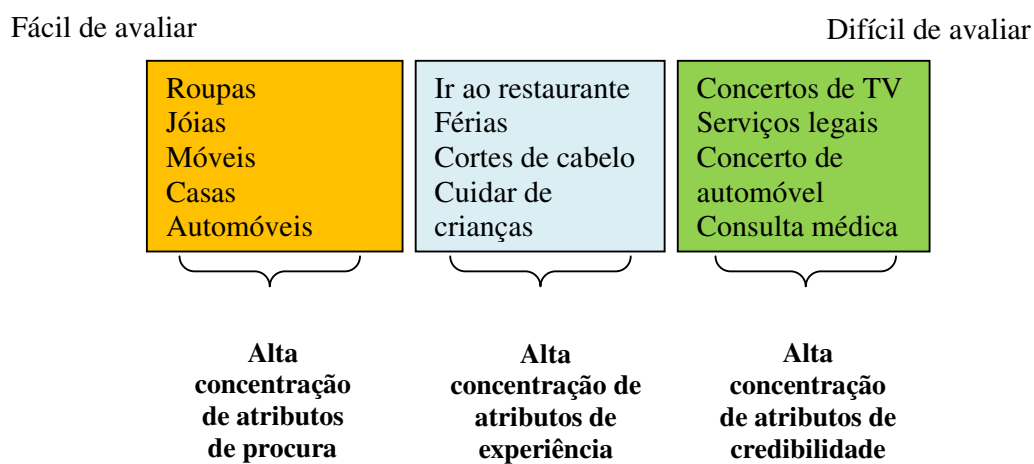 Fácil de avaliar
Difícil de avaliar
Roupas
Jóias
Móveis
Casas
Automóveis
Ir ao restaurante
Férias
Cortes de cabelo
Cuidar de
crianças
Concertos de TV
Serviços legais
Concerto de
automóvel
Consulta médica
Alta
concentração
de atributos
de procura
Alta
concentração de
atributos de
experiência
Alta
concentração
de atributos de
credibilidade